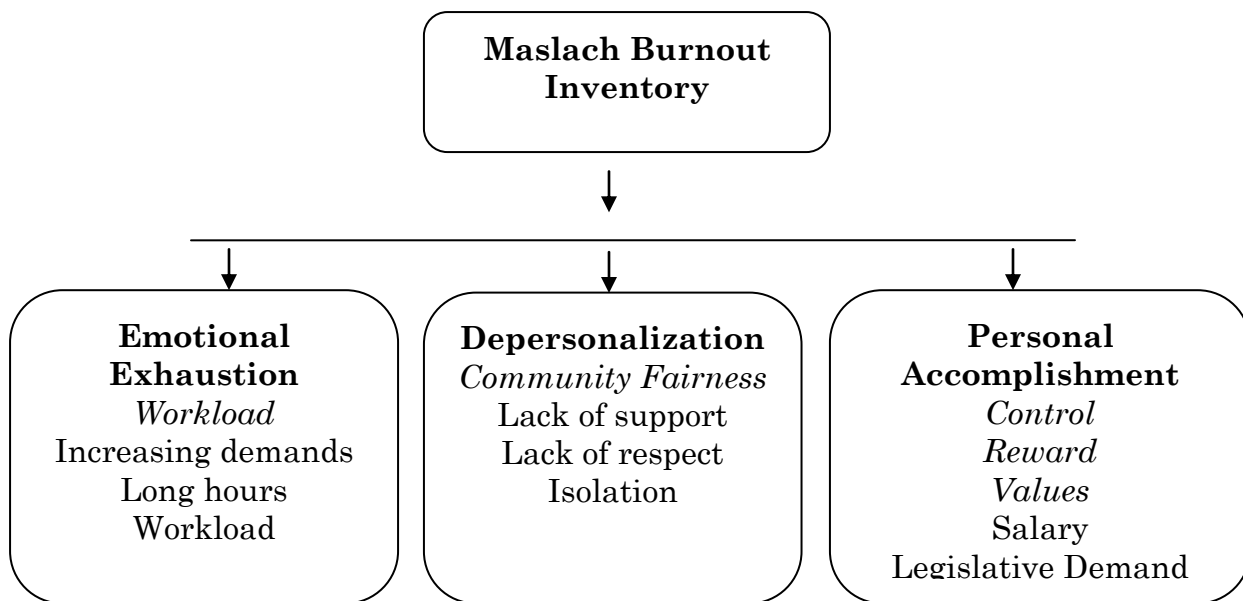 Maslach Burnout
Inventory
Emotional
Exhaustion
Workload
Increasing demands
Long hours
Workload
Depersonalization
Community Fairness
Lack of support
Lack of respect
Isolation
Personal
Accomplishment
Control
Reward
Values
Salary
Legislative Demand